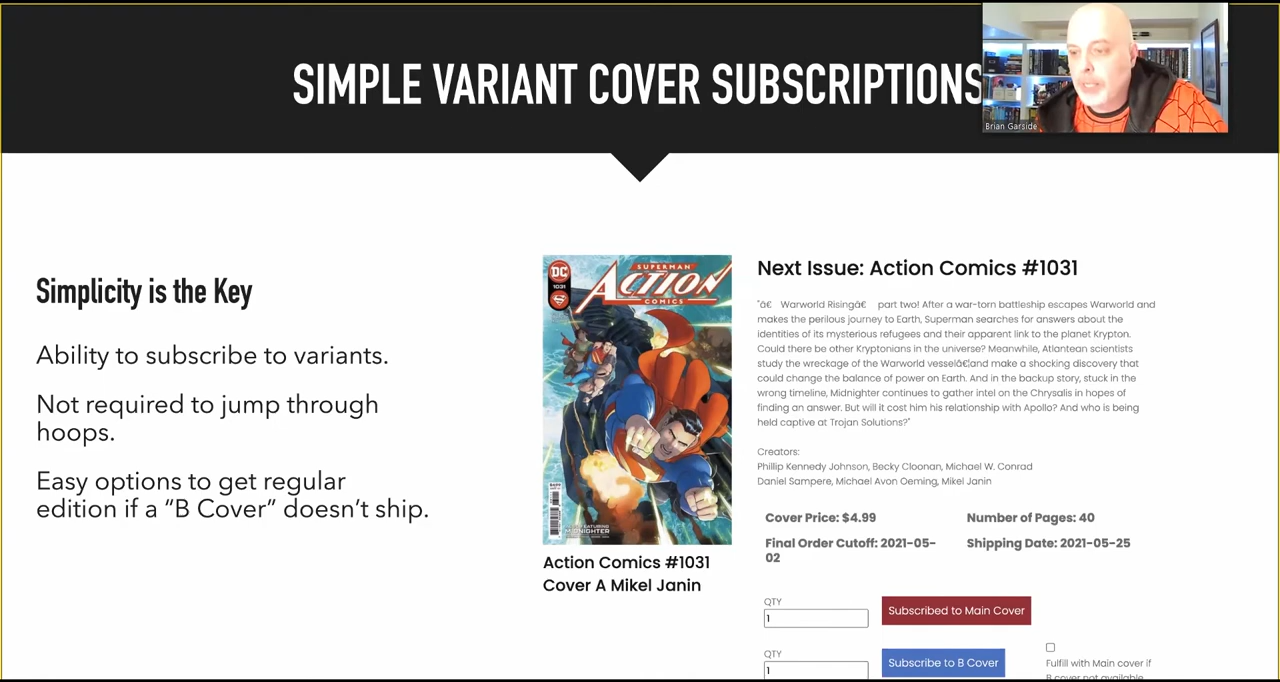 SIMPLE VARIANT COVER SUBSCRIPTIONS
Brian Garside
Simplicity is the Key
Ability to subscribe to variants.
Not required to jump through
hoops.
Easy options to get regular
edition if a “B Cover” doesn’t ship.
DC
1031
SUPERMAN
ACTION
COMICS
MIDNIGHTER
Action Comics #1031
Cover A Mikel Janin
Next Issue: Action Comics #1031
"â€ Warworld Risingâ€ part two! After a war-torn battleship escapes Warworld and
makes the perilous journey to Earth, Superman searches for answers about the
identities of its mysterious refugees and their apparent link to the planet Krypton.
Could there be other Kryptonians in the universe? Meanwhile, Atlantean scientists
study the wreckage of the Warworld vesselâ€¦and make a shocking discovery that
could change the balance of power on Earth. And in the backup story, stuck in the
wrong timeline, Midnighter continues to gather intel on the Chrysalis in hopes of
finding an answer. But will it cost him his relationship with Apollo? And who is being
held captive at Trojan Solutions?"
Creators:
Phillip Kennedy Johnson, Becky Cloonan, Michael W. Conrad
Daniel Sampere, Michael Avon Oeming, Mikel Janin
Cover Price: $4.99
Number of Pages: 40
Final Order Cutoff: 2021-05-
02
Shipping Date: 2021-05-25
QTY
1
Subscribed to Main Cover
QTY
1
Subscribe to B Cover
Fulfill with Main cover if
B cover not available